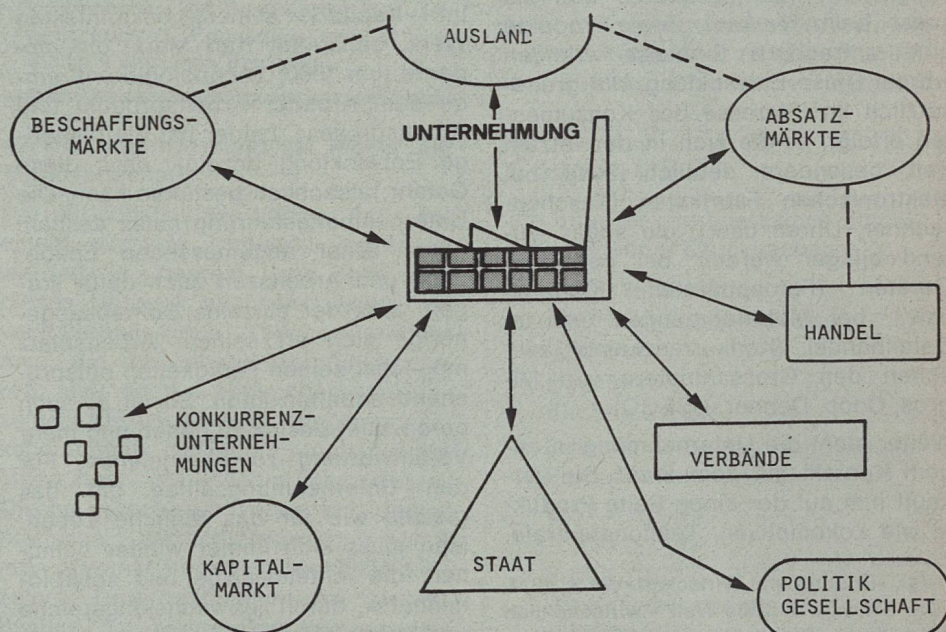 AUSLAND
BESCHAFFUNGS-
MÄRKTE
UNTERNEHMUNG
ABSATZ-
MÄRKTE
HANDEL
KONKURRENZ-
UNTERNEH-
MUNGEN
VERBÄNDE
KAPITAL-
MARKT
STAAT
POLITIK
GESELLSCHAFT